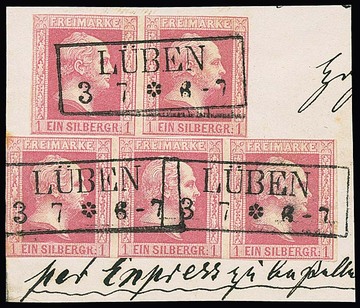 FREIMARKE FREIMARKE
LÜBEN
3 7 * 6-7
1 EIN SILBERGR: 1 1 EIN SILBERGR: 1
FREIMARKE FREIMARKE FREIMARKE
LÜBEN LÜBEN
3 7 * 6-7 3 7 * 6-7
1 EIN SILBERGR: 1 1 EIN SILBERGR: 1 1 EIN SILBERGR: 1
per Express zu